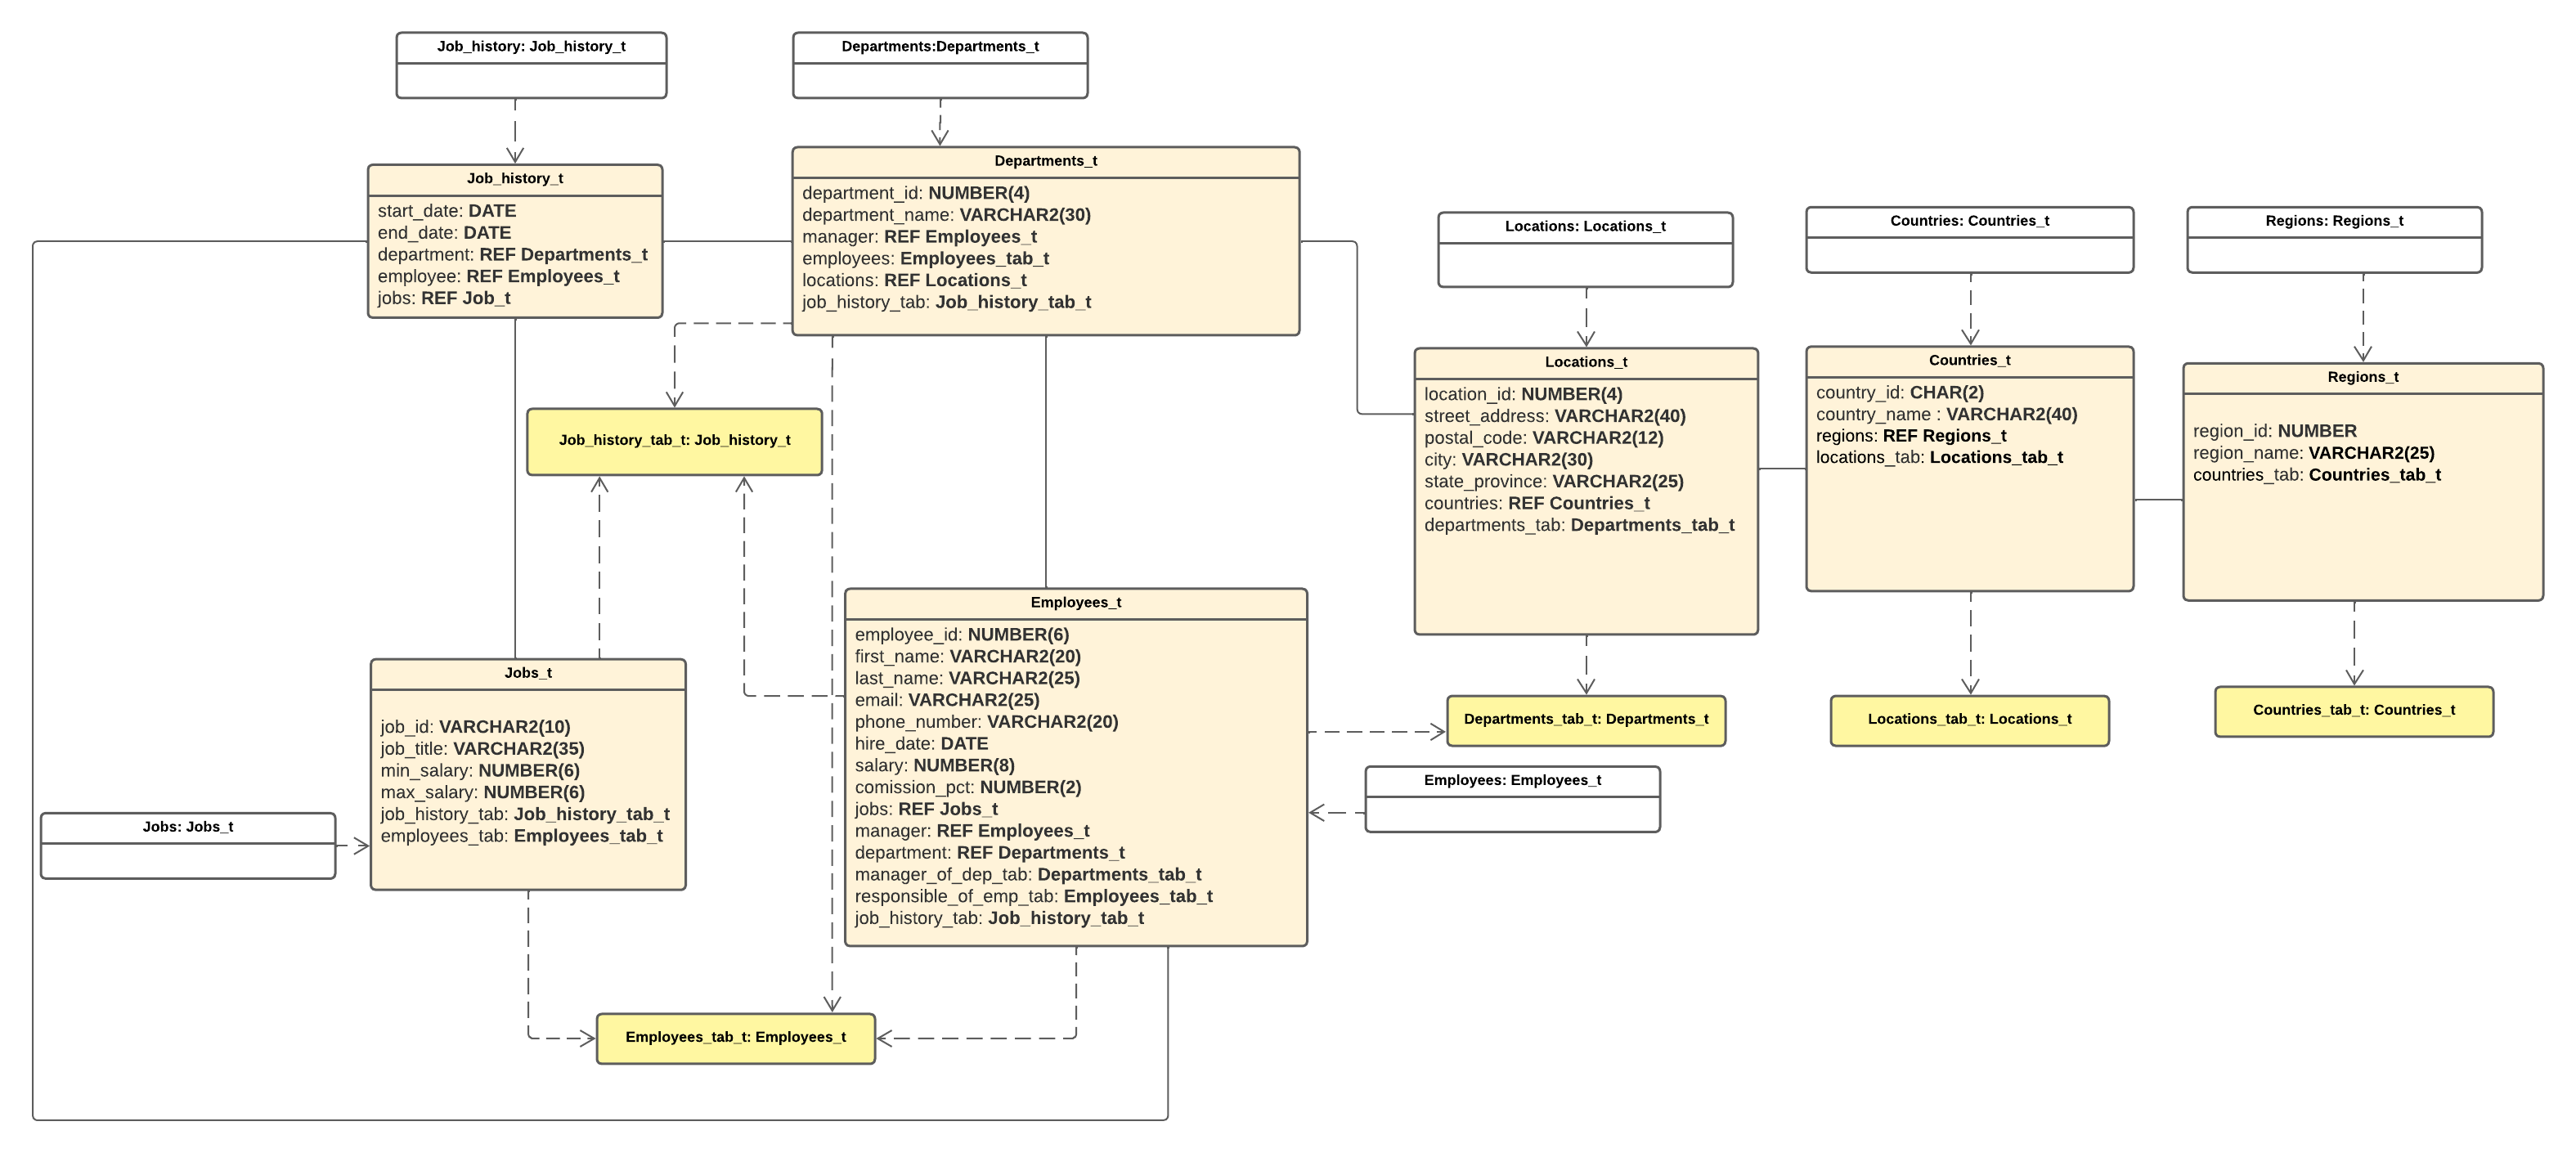 Job_history: Job_history_t
Departments:Departments_t
Job_history_t
start_date: DATE
end_date: DATE
department: REF Departments_t
employee: REF Employees_t
jobs: REF Job_t
Departments_t
department_id: NUMBER(4)
department_name: VARCHAR2(30)
manager: REF Employees_t
employees: Employees_tab_t
locations: REF Locations_t
job_history_tab: Job_history_tab_t
Locations: Locations_t
Countries: Countries_t
Regions: Regions_t
Locations_t
location_id: NUMBER(4)
street_address: VARCHAR2(40)
postal_code: VARCHAR2(12)
city: VARCHAR2(30)
state_province: VARCHAR2(25)
countries: REF Countries_t
departments_tab: Departments_tab_t
Countries_t
country_id: CHAR(2)
country_name : VARCHAR2(40)
regions: REF Regions_t
locations_tab: Locations_tab_t
Regions_t
region_id: NUMBER
region_name: VARCHAR2(25)
countries_tab: Countries_tab_t
Job_history_tab_t: Job_history_t
Employees_t
employee_id: NUMBER(6)
first_name: VARCHAR2(20)
last_name: VARCHAR2(25)
email: VARCHAR2(25)
phone_number: VARCHAR2(20)
hire_date: DATE
salary: NUMBER(8)
comission_pct: NUMBER(2)
jobs: REF Jobs_t
manager: REF Employees_t
department: REF Departments_t
manager_of_dep_tab: Departments_tab_t
responsible_of_emp_tab: Employees_tab_t
job_history_tab: Job_history_tab_t
Jobs_t
job_id: VARCHAR2(10)
job_title: VARCHAR2(35)
min_salary: NUMBER(6)
max_salary: NUMBER(6)
job_history_tab: Job_history_tab_t
employees_tab: Employees_tab_t
Departments_tab_t: Departments_t
Locations_tab_t: Locations_t
Countries_tab_t: Countries_t
Employees: Employees_t
Jobs: Jobs_t
Employees_tab_t: Employees_t